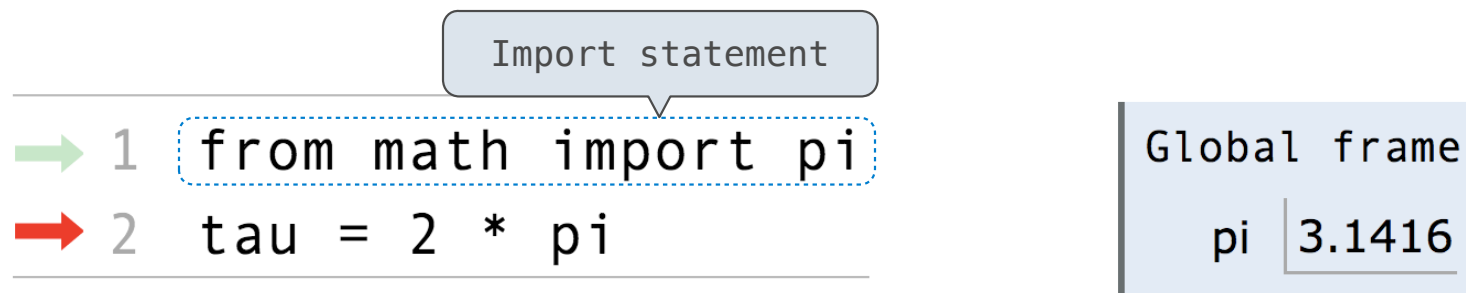 Import statement
1 from math import pi
2 tau = 2 * pi
Global frame
pi 3.1416